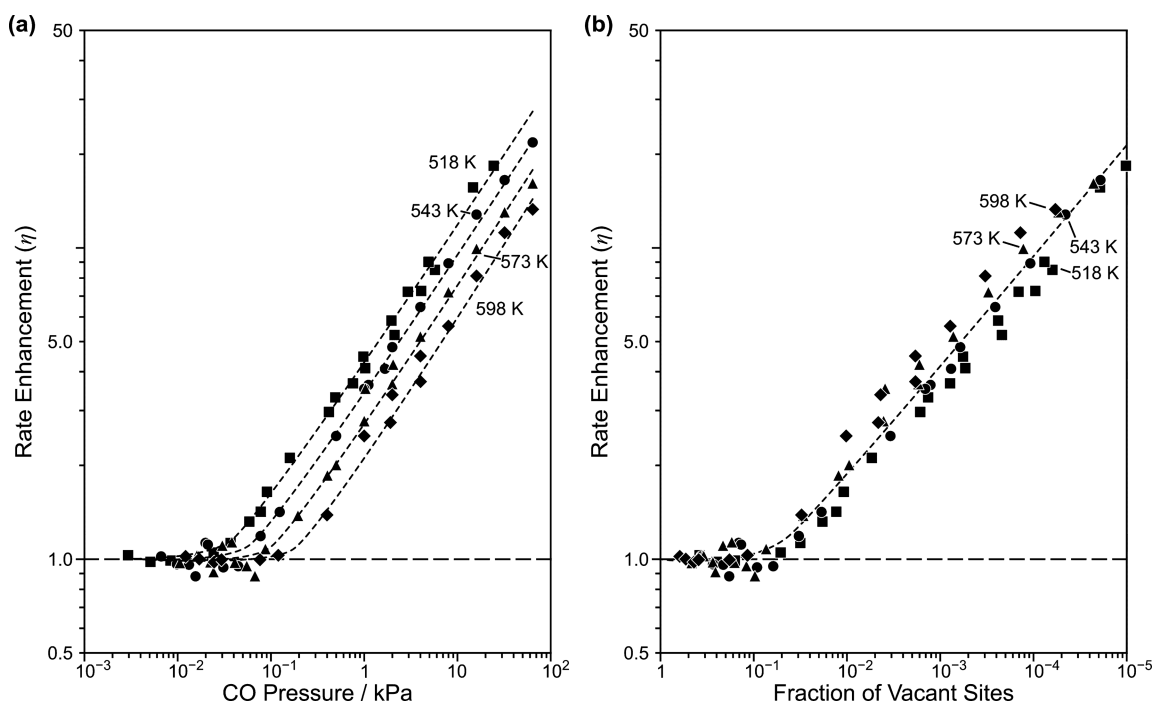 (a)
50
5.0
1.0
0.5
Rate Enhancement (η)
518 K
543 K
573 K
598 K
10⁻³
10⁻²
10⁻¹
1
10
10²
CO Pressure / kPa
(b)
50
5.0
1.0
0.5
Rate Enhancement (η)
598 K
573 K
543 K
518 K
1
10⁻¹
10⁻²
10⁻³
10⁻⁴
10⁻⁵
Fraction of Vacant Sites